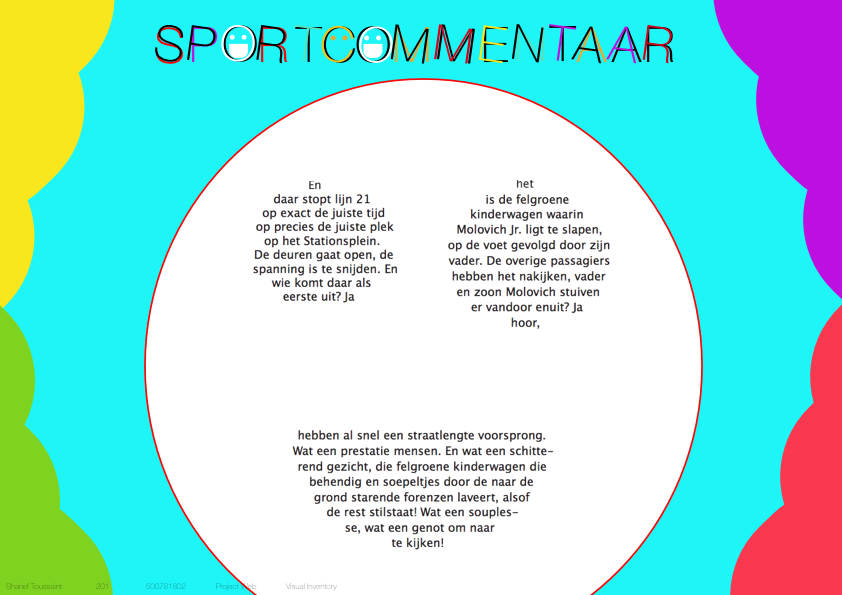 SPORTCOMMENTAAR
En
daar stopt lijn 21
op exact de juiste tijd
op precies de juiste plek
op het Stationsplein.
De deuren gaat open, de
spanning is te snijden. En
wie komt daar als
eerste uit? Ja
het
is de felgroene
kinderwagen waarin
Molovich Jr. ligt te slapen,
op de voet gevolgd door zijn
vader. De overige passagiers
hebben het nakijken, vader
en zoon Molovich stuiven
er vandoor enuit? Ja
hoor,
hebben al snel een straatlengte voorsprong.
Wat een prestatie mensen. En wat een schitte-
rend gezicht, die felgroene kinderwagen die
behendig en soepeltjes door de naar de
grond starende forenzen laveert, alsof
de rest stilstaat! Wat een souples-
se, wat een genot om naar
te kijken!
Sharief Toussaint 201 500781802 Project Web Visual Inventory